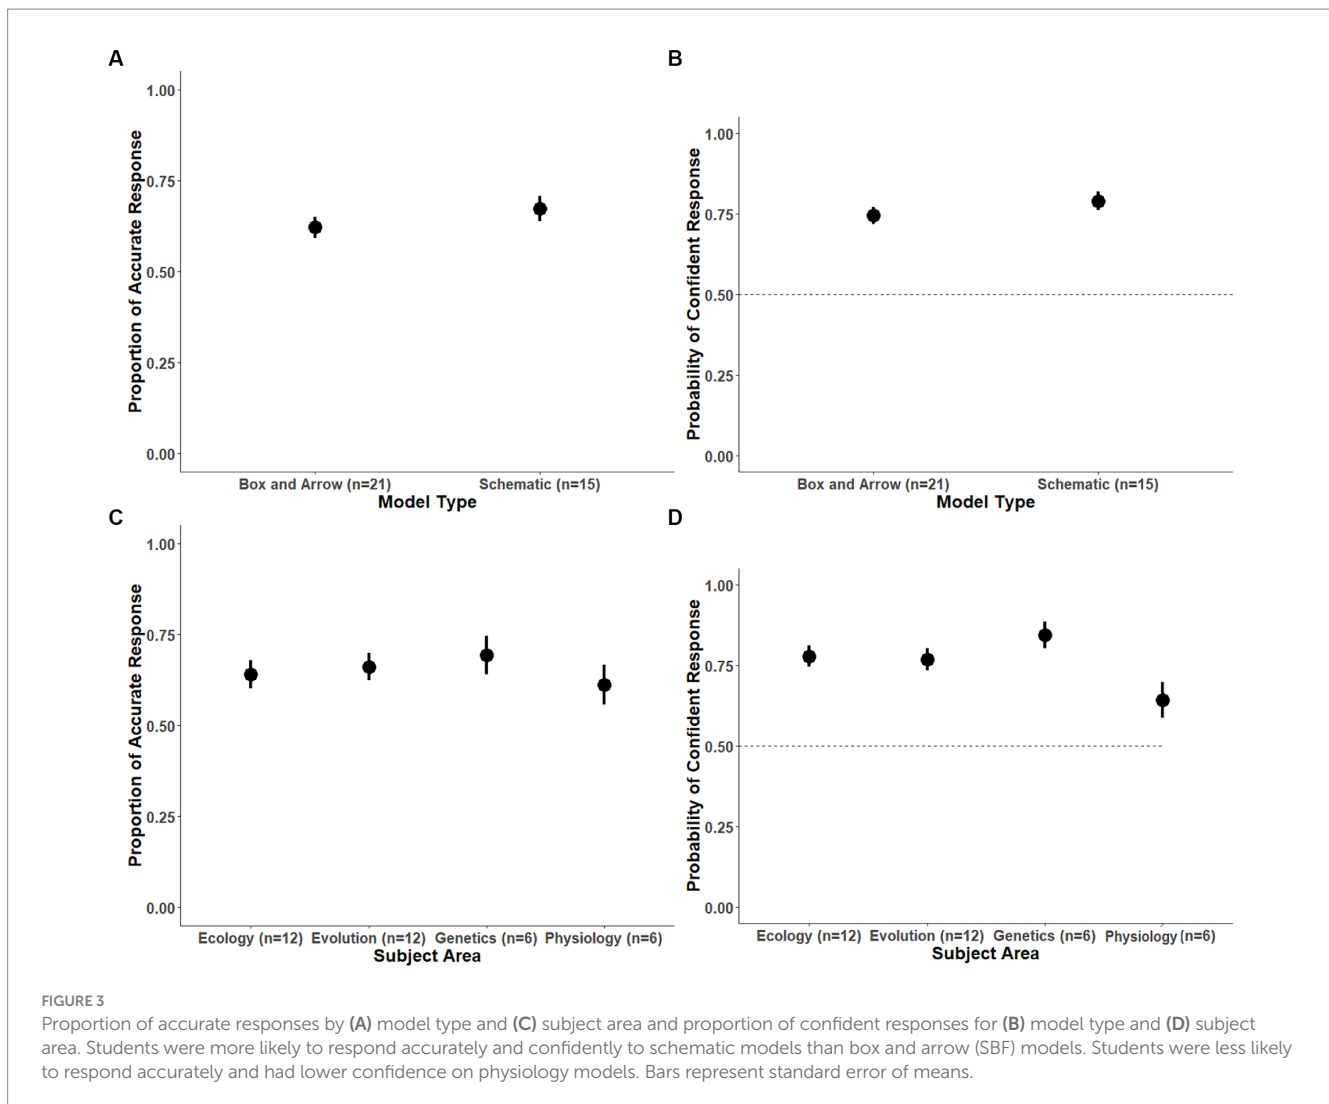 A
Proportion of Accurate Response
1.00
0.75
0.50
0.25
0.00
Box and Arrow (n=21)
Schematic (n=15)
Model Type
B
Probability of Confident Response
1.00
0.75
0.50
0.25
0.00
Box and Arrow (n=21)
Schematic (n=15)
Model Type
C
Proportion of Accurate Response
1.00
0.75
0.50
0.25
0.00
Ecology (n=12)
Evolution (n=12)
Genetics (n=6)
Physiology (n=6)
Subject Area
D
Probability of Confident Response
1.00
0.75
0.50
0.25
0.00
Ecology (n=12)
Evolution (n=12)
Genetics (n=6)
Physiology (n=6)
Subject Area
FIGURE 3
Proportion of accurate responses by (A) model type and (C) subject area and proportion of confident responses for (B) model type and (D) subject
area. Students were more likely to respond accurately and confidently to schematic models than box and arrow (SBF) models. Students were less likely
to respond accurately and had lower confidence on physiology models. Bars represent standard error of means.